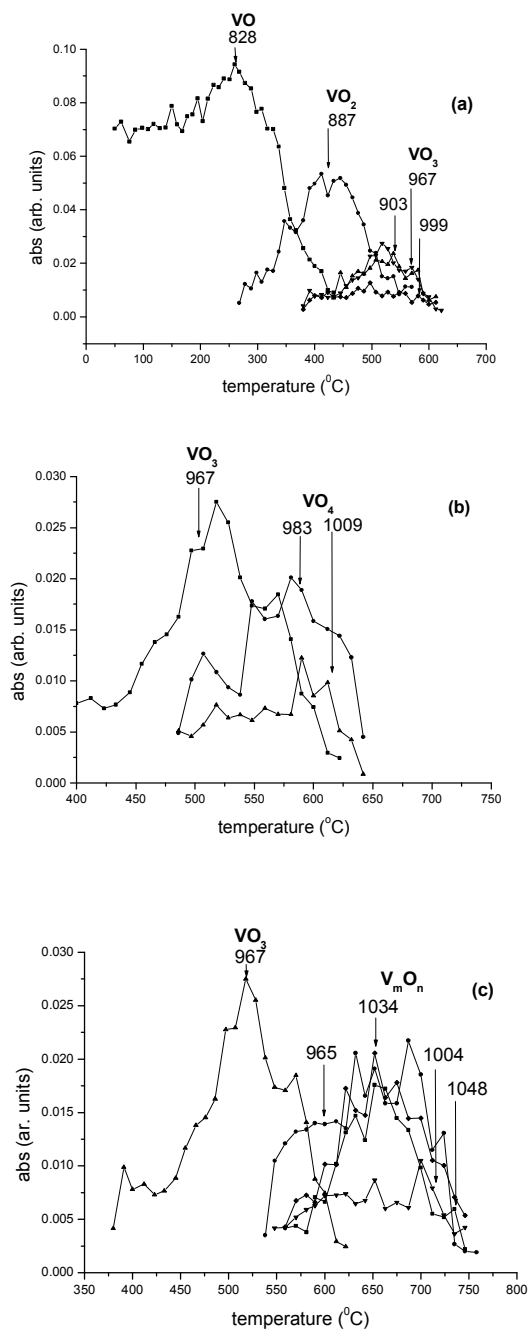 VO
828
VO2
887
(a)
VO3
967
903
999
abs (arb. units)
0.10
0.08
0.06
0.04
0.02
0.00
0 100 200 300 400 500 600 700
temperature (⁰C)
VO3
967
VO4
983 1009
(b)
abs (arb. units)
0.030
0.025
0.020
0.015
0.010
0.005
0.000
400 450 500 550 600 650 700 750
temperature (⁰C)
VO3
967
VmOn
(c)
1034
965
1004
1048
abs (ar. units)
0.030
0.025
0.020
0.015
0.010
0.005
0.000
350 400 450 500 550 600 650 700 750 800
temperature (⁰C)